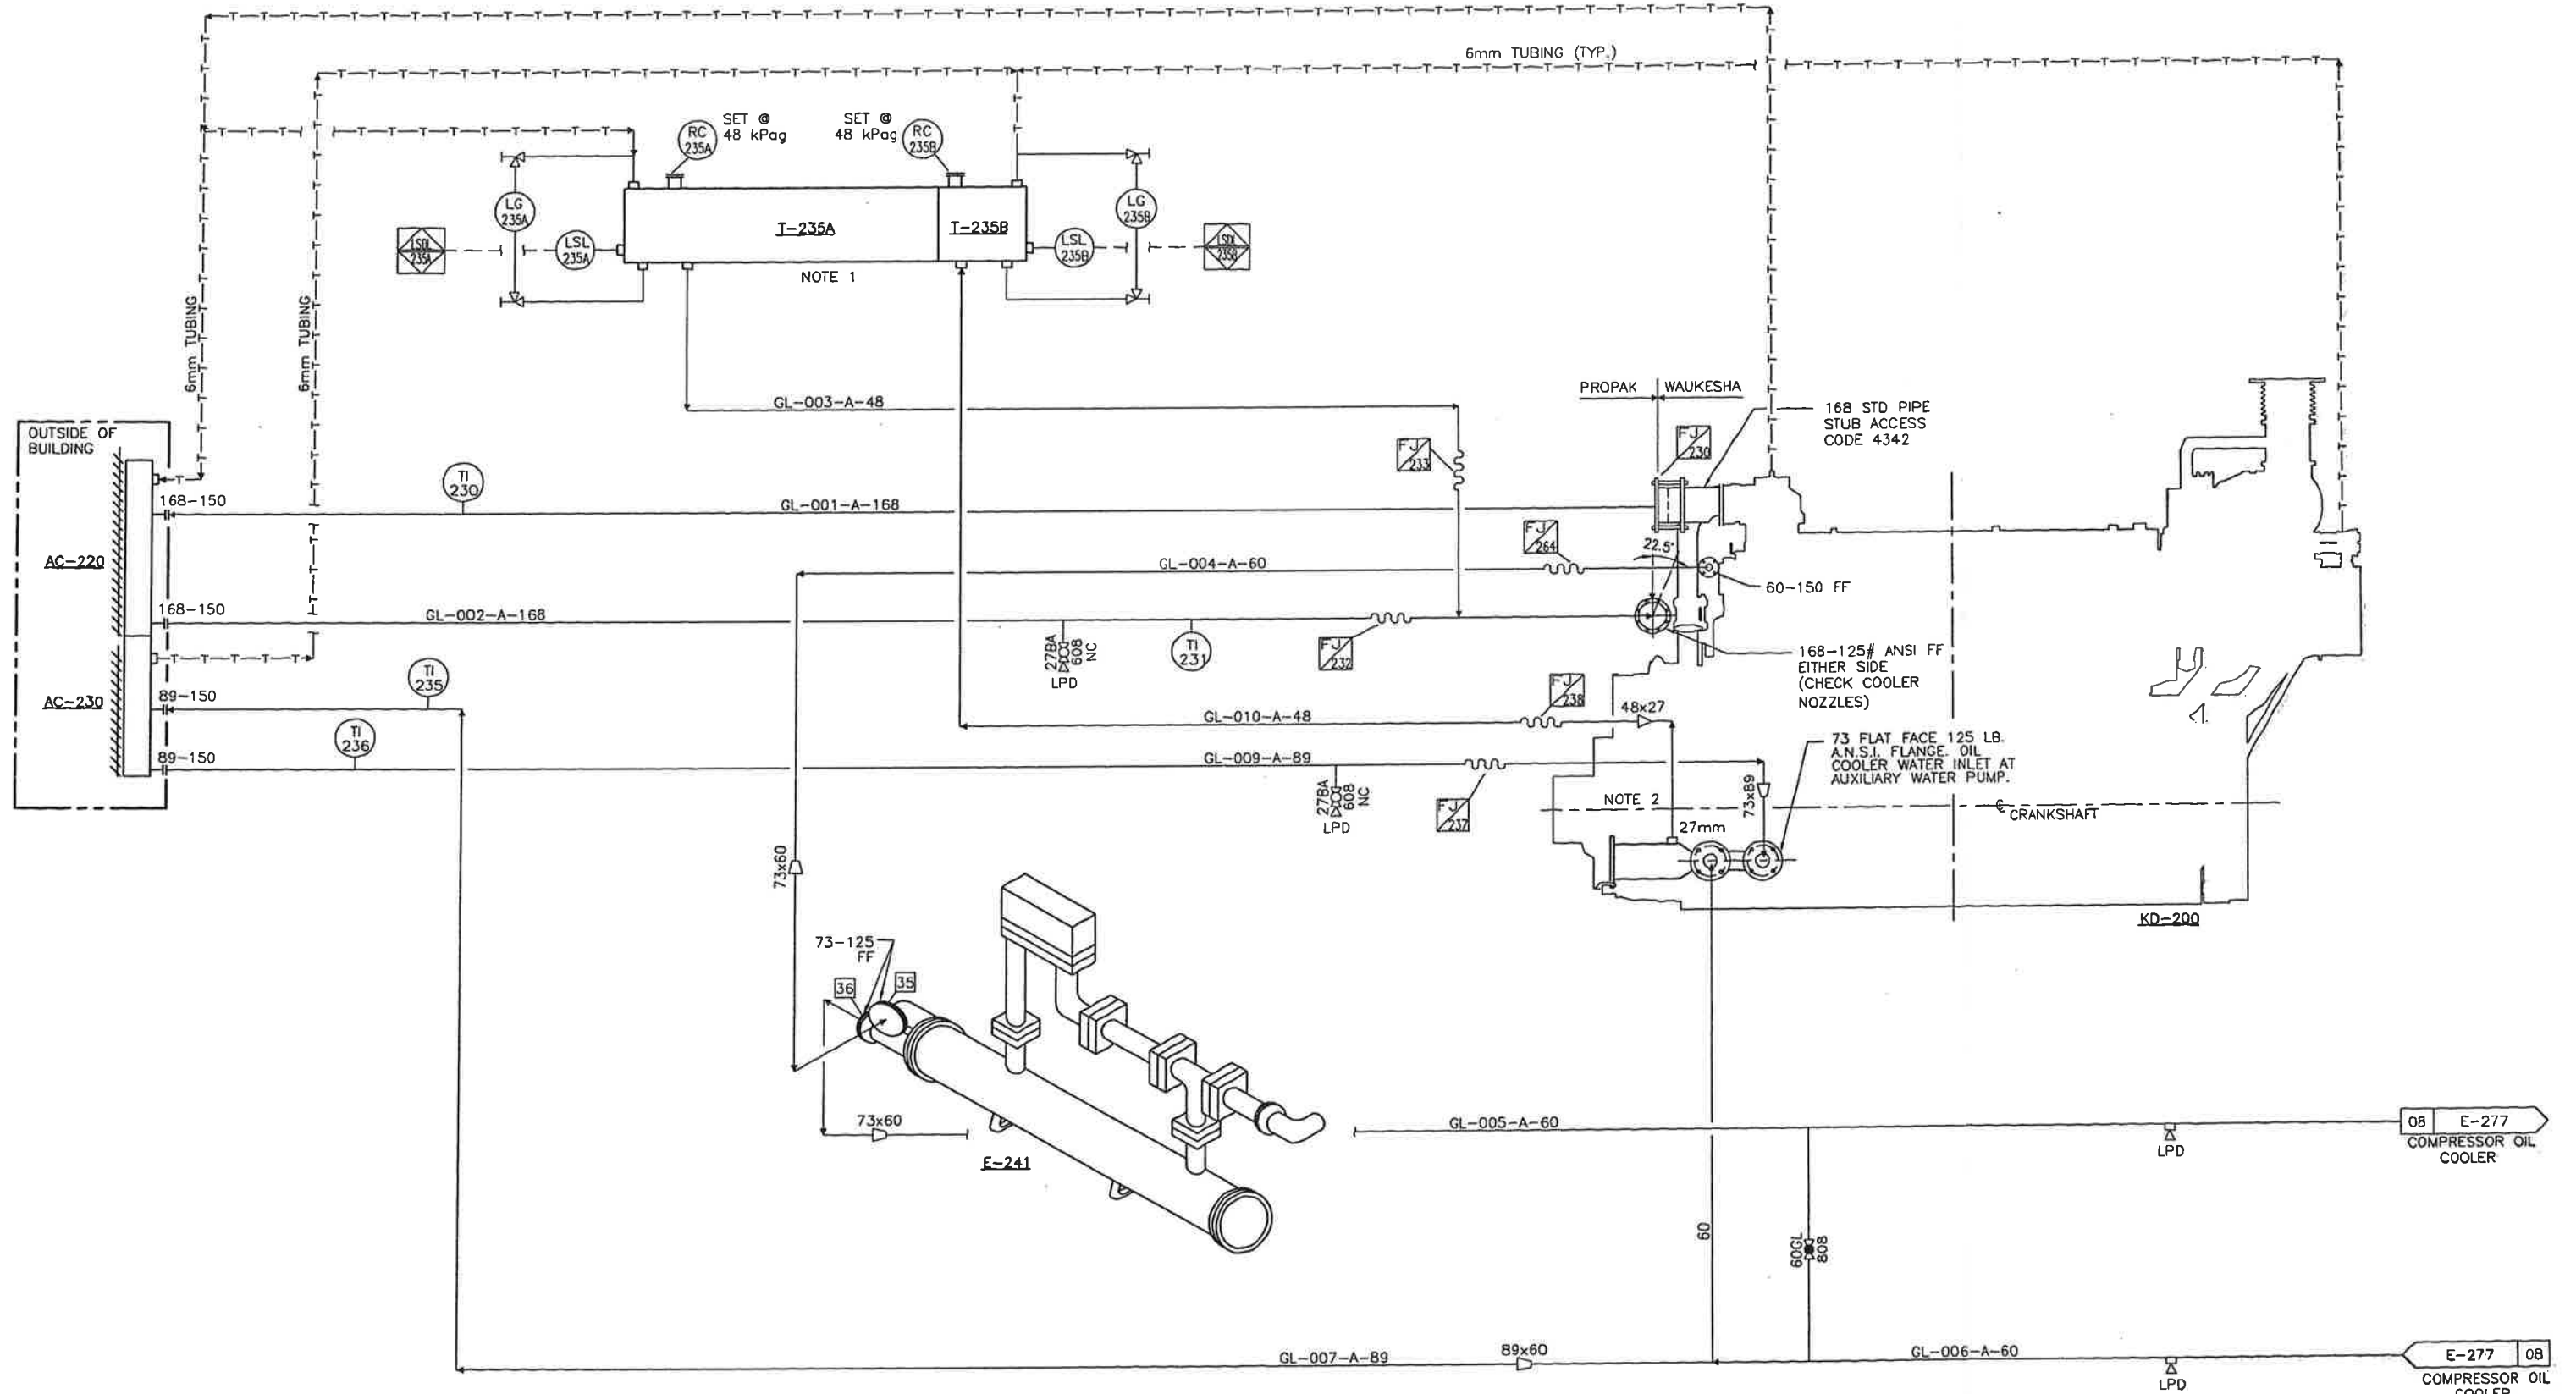 6mm TUBING (TYP.)
SET @
48 kPag
SET @
48 kPag
RC
235A
RC
235B
LG
235A
LG
235B
LSDL
235A
LSL
235A
T-235A
T-235B
LSL
235B
LSDL
235B
NOTE 1
6mm TUBING
6mm TUBING
PROPAK
WAUKESHA
GL-003-A-48
168 STD PIPE
STUB ACCESS
CODE 4342
OUTSIDE OF
BUILDING
FJ
233
FJ
230
TI
230
168-150
GL-001-A-168
FJ
264
22.5°
AC-220
GL-004-A-60
60-150 FF
168-150
GL-002-A-168
27BA
608
NC
LPD
TI
231
FJ
232
168-125# ANSI FF
EITHER SIDE
(CHECK COOLER
NOZZLES)
TI
235
AC-230
89-150
FJ
238
GL-010-A-48
48x27
TI
236
89-150
GL-009-A-89
73 FLAT FACE 125 LB.
A.N.S.I. FLANGE. OIL
COOLER WATER INLET AT
AUXILIARY WATER PUMP.
27BA
608
NC
LPD
FJ
237
NOTE 2
73x89
℄ CRANKSHAFT
27mm
73x60
KD-200
73-125
FF
36
35
73x60
E-241
GL-005-A-60
LPD
08 E-277
COMPRESSOR OIL
COOLER
60
60GL
808
GL-007-A-89
89x60
GL-006-A-60
LPD
E-277 08
COMPRESSOR OIL
COOLER